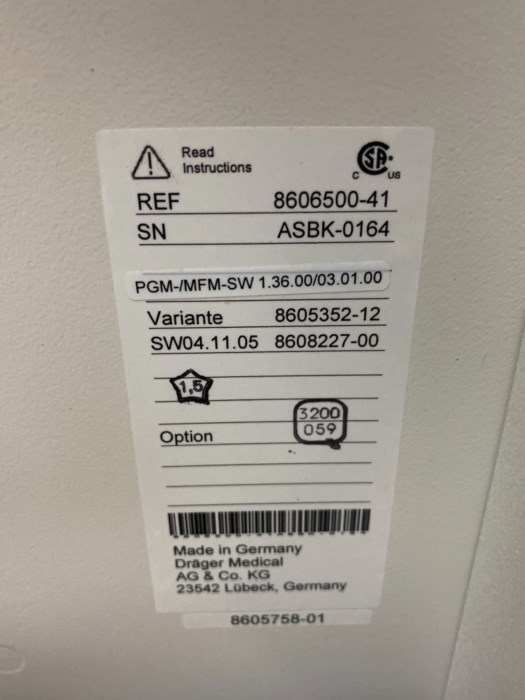 Read
Instructions
C SA US
REF 8606500-41
SN ASBK-0164
PGM-/MFM-SW 1.36.00/03.01.00
Variante 8605352-12
SW04.11.05 8608227-00
1,5
3200
059
Option
Made in Germany
Dräger Medical
AG & Co. KG
23542 Lübeck, Germany
8605758-01